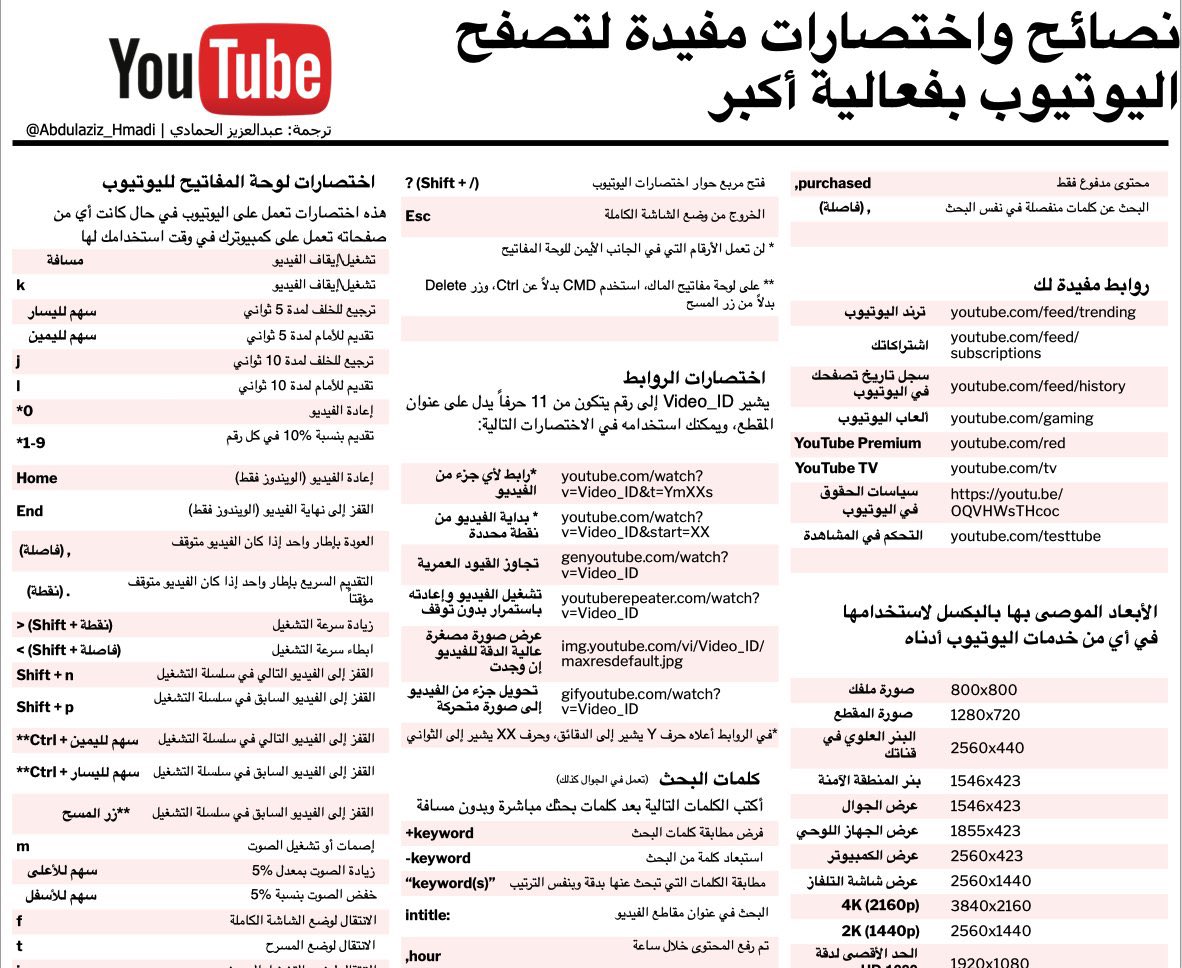 نصائح واختصارات مفيدة لتصفح
اليوتيوب بفعالية أكبر
YouTube
ترجمة: عبدالعزيز الحمادي | @Abdulaziz_Hmadi
اختصارات لوحة المفاتيح لليوتيوب
هذه اختصارات تعمل على اليوتيوب في حال كانت أي من
صفحاته تعمل على كمبيوترك في وقت استخدامك لها
تشغيل\إيقاف الفيديو مسافة
تشغيل\إيقاف الفيديو k
ترجيع للخلف لمدة 5 ثواني سهم لليسار
تقديم للأمام لمدة 5 ثواني سهم لليمين
ترجيع للخلف لمدة 10 ثواني j
تقديم للأمام لمدة 10 ثواني l
إعادة الفيديو *0
تقديم بنسبة 10% في كل رقم *1-9
إعادة الفيديو (الويندوز فقط) Home
القفز إلى نهاية الفيديو (الويندوز فقط) End
العودة بإطار واحد إذا كان الفيديو متوقف , (فاصلة)
التقديم السريع بإطار واحد إذا كان الفيديو متوقف
مؤقتاً . (نقطة)
زيادة سرعة التشغيل > (Shift + نقطة)
ابطاء سرعة التشغيل < (Shift + فاصلة)
القفز إلى الفيديو التالي في سلسلة التشغيل Shift + n
القفز إلى الفيديو السابق في سلسلة التشغيل Shift + p
القفز إلى الفيديو التالي في سلسلة التشغيل **Ctrl + سهم لليمين
القفز إلى الفيديو السابق في سلسلة التشغيل **Ctrl + سهم لليسار
القفز إلى الفيديو السابق في سلسلة التشغيل **زر المسح
إصمات أو تشغيل الصوت m
زيادة الصوت بمعدل 5% سهم للأعلى
خفض الصوت بنسبة 5% سهم للأسفل
الانتقال لوضع الشاشة الكاملة f
الانتقال لوضع المسرح t
فتح مربع حوار اختصارات اليوتيوب ? (Shift + /)
الخروج من وضع الشاشة الكاملة Esc
* لن تعمل الأرقام التي في الجانب الأيمن للوحة المفاتيح
** على لوحة مفاتيح الماك، استخدم CMD بدلاً عن Ctrl، وزر Delete
بدلاً من زر المسح
اختصارات الروابط
يشير Video_ID إلى رقم يتكون من 11 حرفاً يدل على عنوان
المقطع، ويمكنك استخدامه في الاختصارات التالية:
*رابط لأي جزء من youtube.com/watch?
الفيديو v=Video_ID&t=YmXXs
* بداية الفيديو من youtube.com/watch?
نقطة محددة v=Video_ID&start=XX
تجاوز القيود العمرية genyoutube.com/watch?
v=Video_ID
تشغيل الفيديو وإعادته youtuberepeater.com/watch?
باستمرار بدون توقف v=Video_ID
عرض صورة مصغرة
عالية الدقة للفيديو img.youtube.com/vi/Video_ID/
إن وجدت maxresdefault.jpg
تحويل جزء من الفيديو gifyoutube.com/watch?
إلى صورة متحركة v=Video_ID
*في الروابط أعلاه حرف Y يشير إلى الدقائق، وحرف XX يشير إلى الثواني
كلمات البحث (تعمل في الجوال كذلك)
أكتب الكلمات التالية بعد كلمات بحثك مباشرة وبدون مسافة
فرض مطابقة كلمات البحث +keyword
استبعاد كلمة من البحث -keyword
مطابقة الكلمات التي تبحث عنها بدقة وبنفس الترتيب “keyword(s)”
البحث في عنوان مقاطع الفيديو intitle:
تم رفع المحتوى خلال ساعة ,hour
محتوى مدفوع فقط ,purchased
البحث عن كلمات منفصلة في نفس البحث , (فاصلة)
روابط مفيدة لك
ترند اليوتيوب youtube.com/feed/trending
اشتراكاتك youtube.com/feed/
subscriptions
سجل تاريخ تصفحك
في اليوتيوب youtube.com/feed/history
ألعاب اليوتيوب youtube.com/gaming
YouTube Premium youtube.com/red
YouTube TV youtube.com/tv
سياسات الحقوق https://youtu.be/
في اليوتيوب OQVHWsTHcoc
التحكم في المشاهدة youtube.com/testtube
الأبعاد الموصى بها بالبكسل لاستخدامها
في أي من خدمات اليوتيوب أدناه
صورة ملفك 800x800
صورة المقطع 1280x720
البنر العلوي في
قناتك 2560x440
بنر المنطقة الآمنة 1546x423
عرض الجوال 1546x423
عرض الجهاز اللوحي 1855x423
عرض الكمبيوتر 2560x423
عرض شاشة التلفاز 2560x1440
4K (2160p) 3840x2160
2K (1440p) 2560x1440
الحد الأقصى لدقة 1920x1080